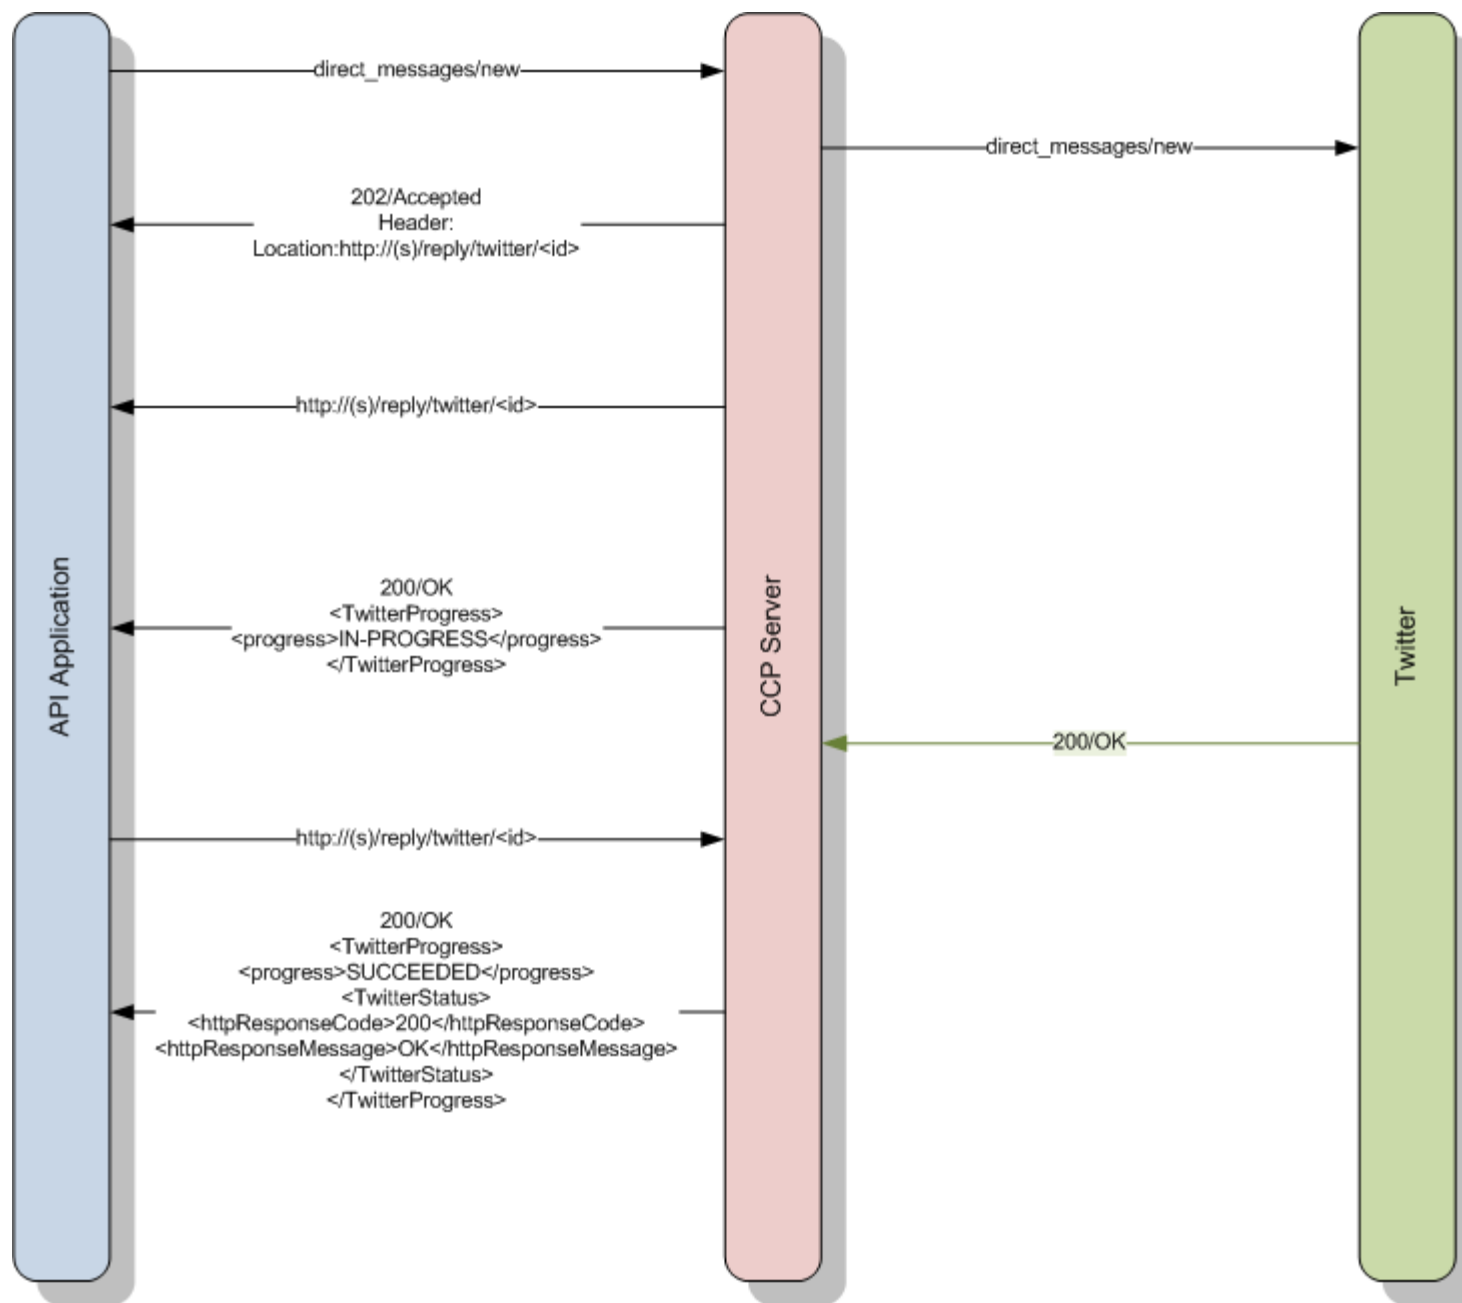 direct_messages/new
direct_messages/new
202/Accepted
Header:
Location:http://(s)/reply/twitter/<id>
http://(s)/reply/twitter/<id>
200/OK
<TwitterProgress>
<progress>IN-PROGRESS</progress>
</TwitterProgress>
API Application
CCP Server
Twitter
200/OK
http://(s)/reply/twitter/<id>
200/OK
<TwitterProgress>
<progress>SUCCEEDED</progress>
<TwitterStatus>
<httpResponseCode>200</httpResponseCode>
<httpResponseMessage>OK</httpResponseMessage>
</TwitterStatus>
</TwitterProgress>